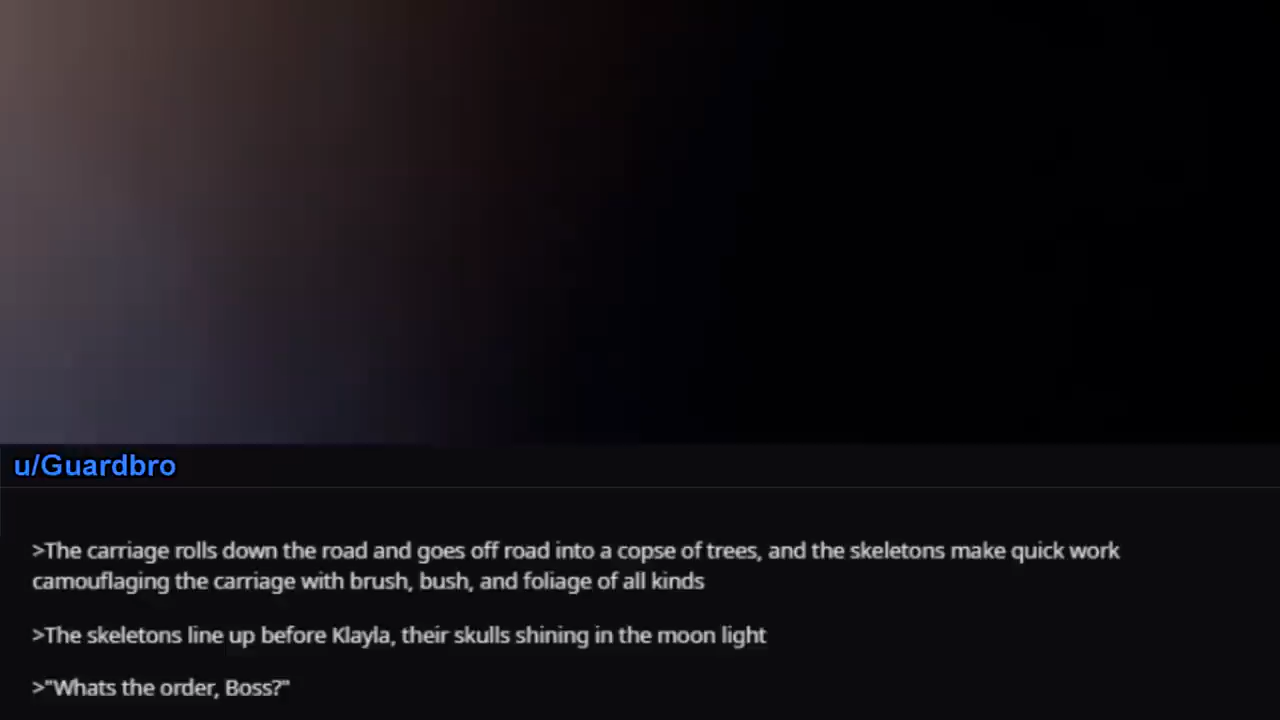 u/Guardbro
>The carriage rolls down the road and goes off road into a copse of trees, and the skeletons make quick work
camouflaging the carriage with brush, bush, and foliage of all kinds
>The skeletons line up before Klayla, their skulls shining in the moon light
>"Whats the order, Boss?"